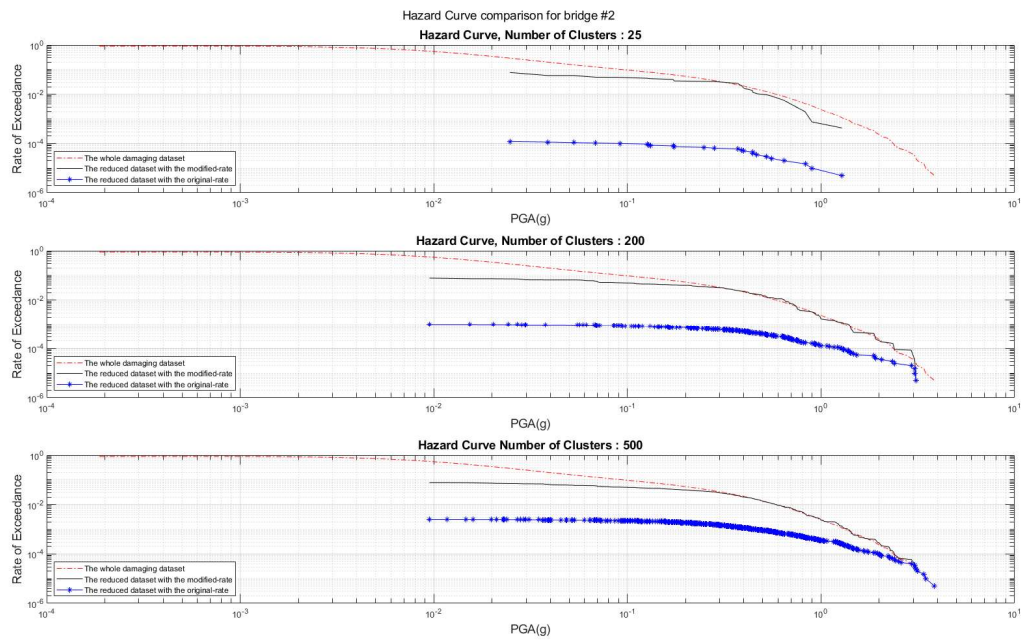 Hazard Curve comparison for bridge #2
Hazard Curve, Number of Clusters : 25
Rate of Exceedance
10^0
10^-2
10^-4
10^-6
The whole damaging dataset
The reduced dataset with the modified-rate
The reduced dataset with the original-rate
10^-4 10^-3 10^-2 10^-1 10^0 10^1
PGA(g)
Hazard Curve, Number of Clusters : 200
Rate of Exceedance
10^0
10^-2
10^-4
10^-6
The whole damaging dataset
The reduced dataset with the modified-rate
The reduced dataset with the original-rate
10^-4 10^-3 10^-2 10^-1 10^0 10^1
PGA(g)
Hazard Curve Number of Clusters : 500
Rate of Exceedance
10^0
10^-2
10^-4
10^-6
The whole damaging dataset
The reduced dataset with the modified-rate
The reduced dataset with the original-rate
10^-4 10^-3 10^-2 10^-1 10^0 10^1
PGA(g)